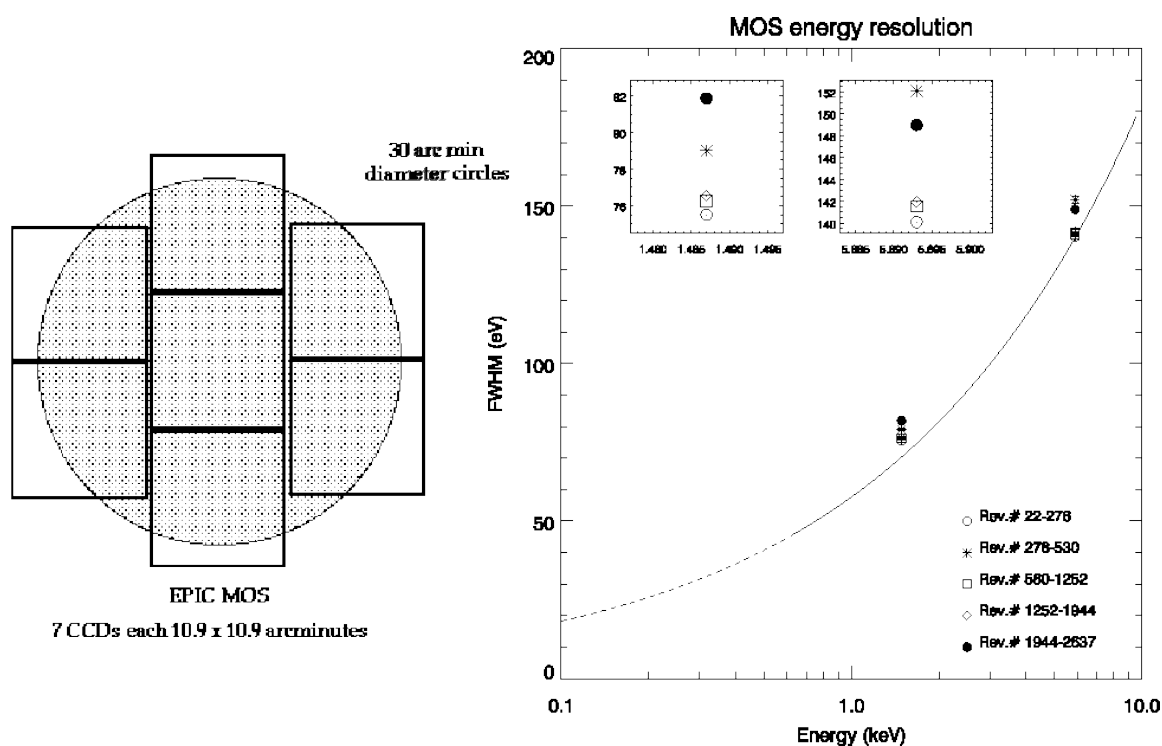 30 arc min
diameter circles
EPIC MOS
7 CCDs each 10.9 x 10.9 arcminutes
MOS energy resolution
200
150
100
50
0
FWHM (eV)
82
80
78
76
1.480 1.485 1.490 1.495
152
150
148
146
144
142
140
5.885 5.890 5.895 5.900
Rev.# 22-278
Rev.# 278-530
Rev.# 580-1252
Rev.# 1252-1944
Rev.# 1944-2637
0.1 1.0 10.0
Energy (keV)